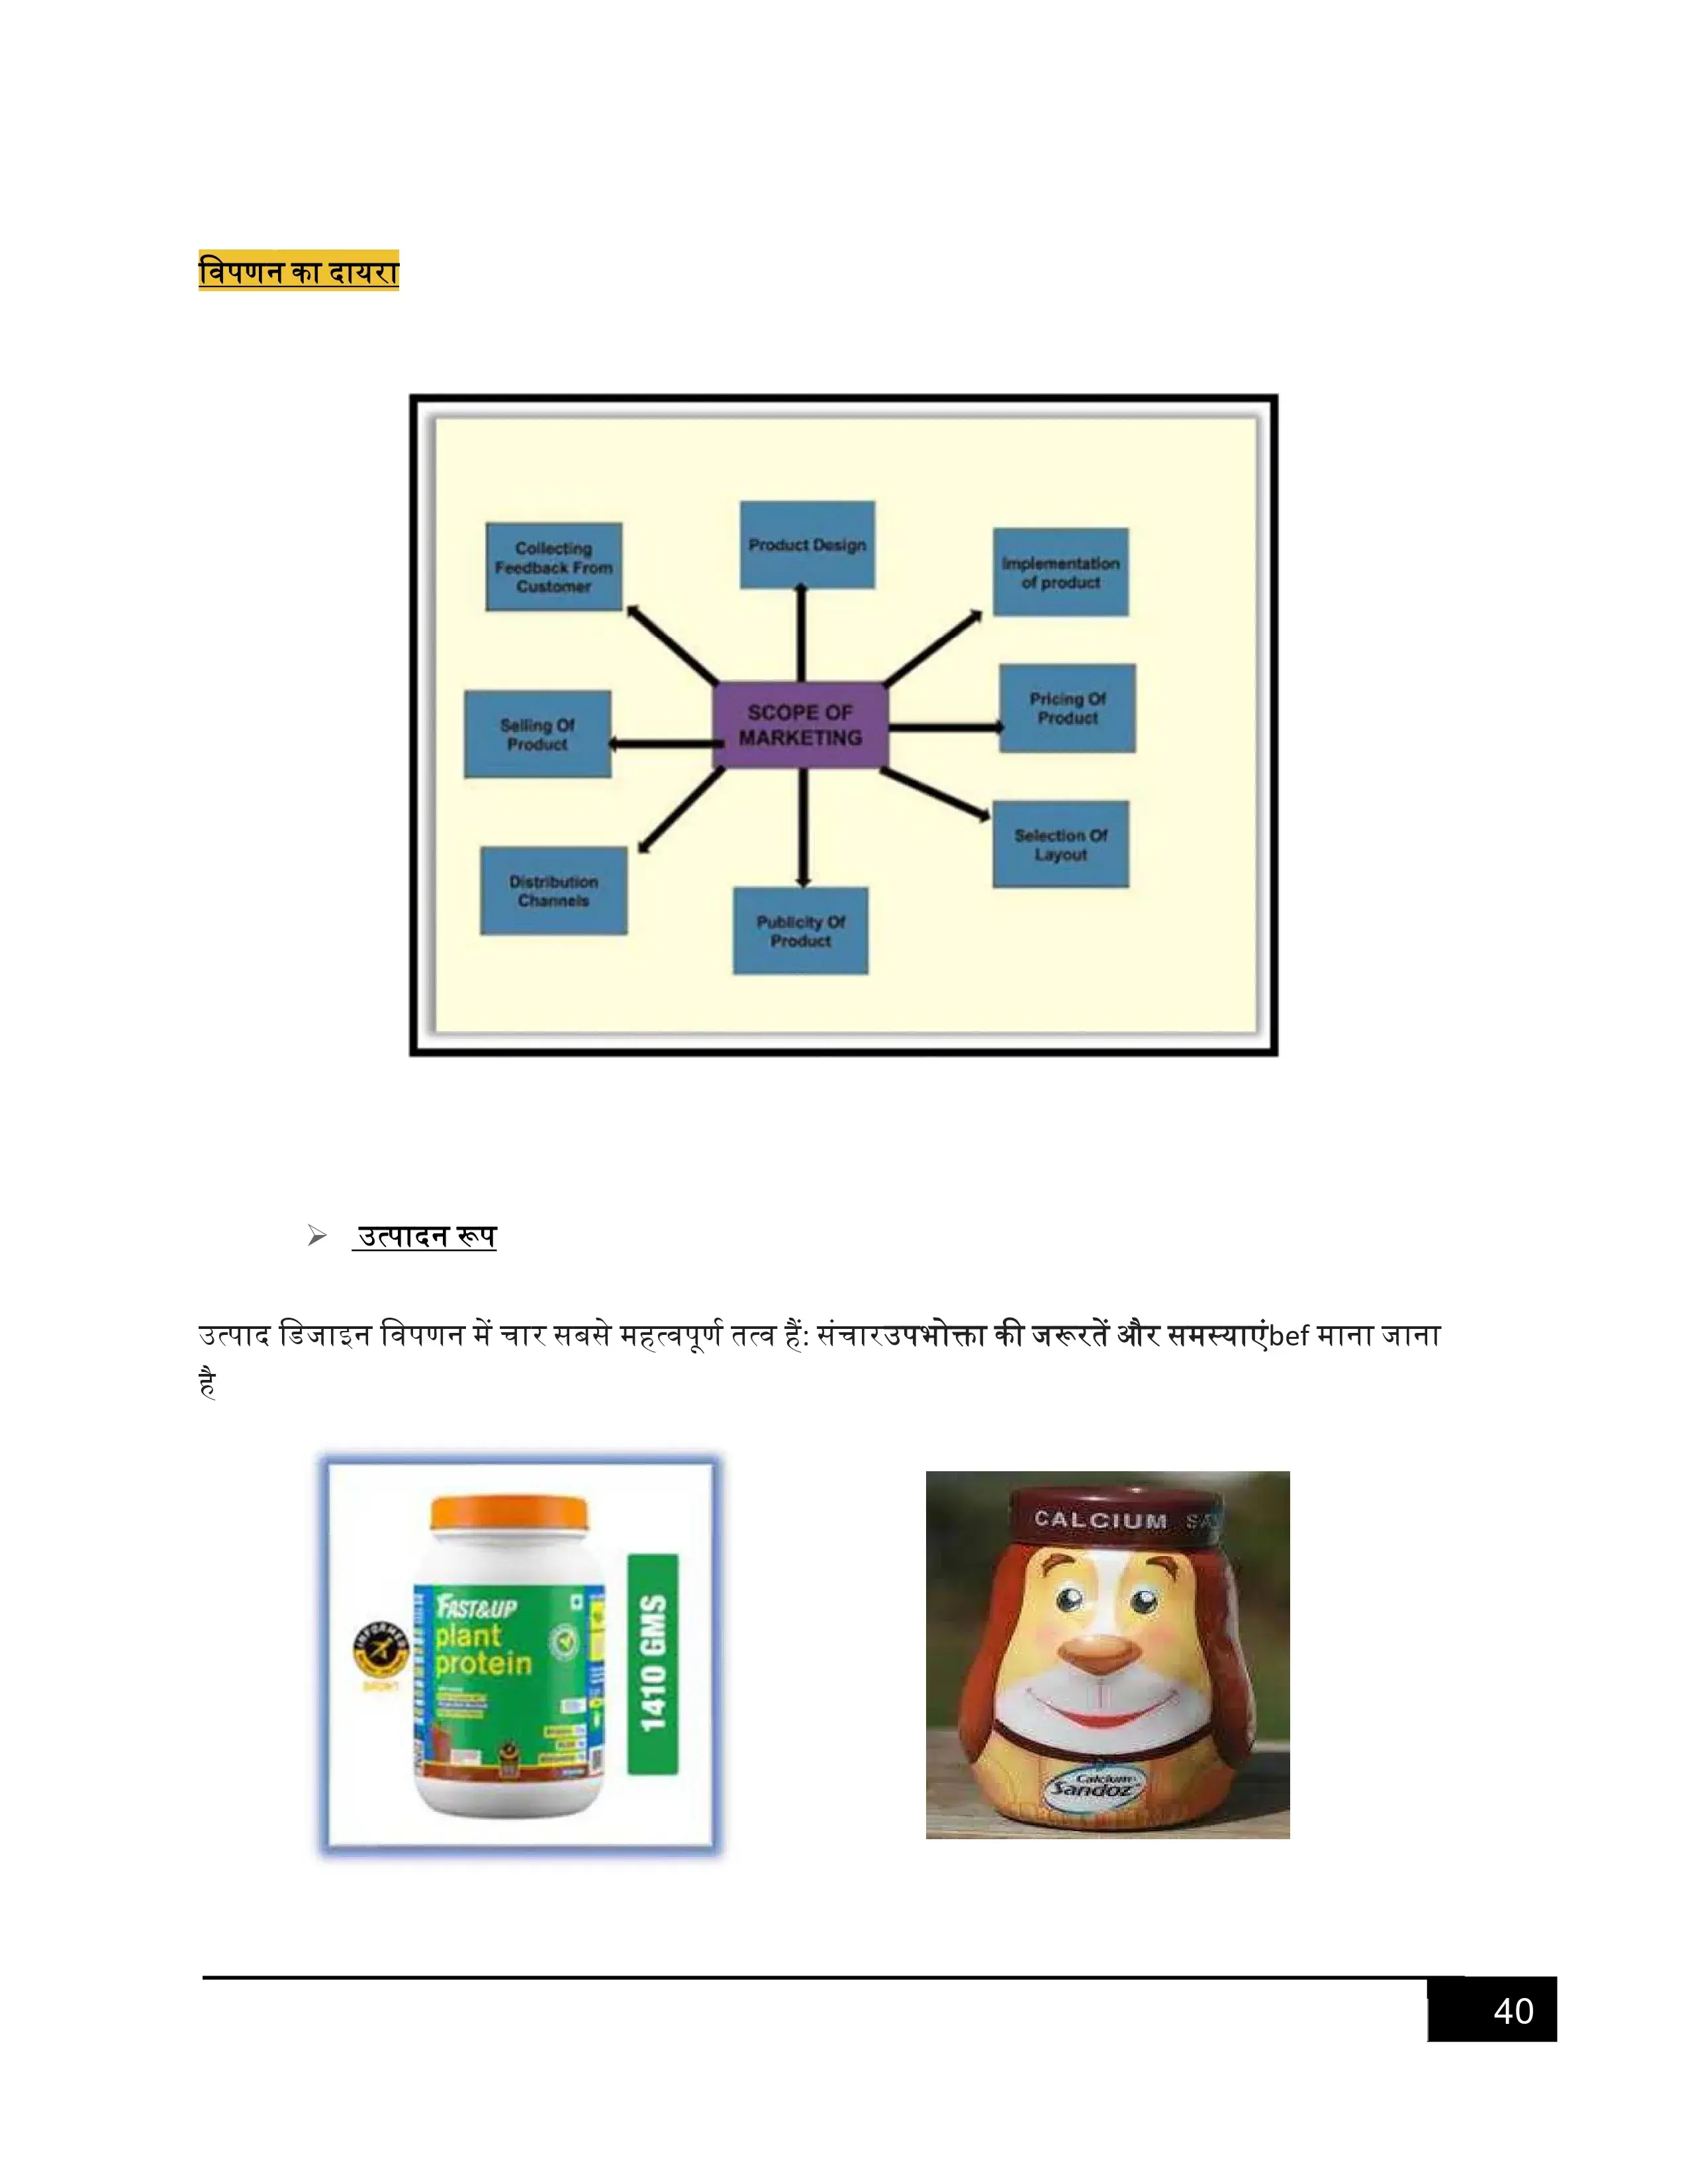 विपणन का दायरा
Collecting
Feedback From
Customer
Product Design
Implementation
of product
SCOPE OF
MARKETING
Pricing Of
Product
Selling Of
Product
Selection Of
Layout
Distribution
Channels
Publicity Of
Product
➢ उत्पादन रूप
उत्पाद डिजाइन विपणन में चार सबसे महत्वपूर्ण तत्व हैं: संचारउपभोक्ता की जरूरतें और समस्याएंbef माना जाना
है
FAST&UP
plant
protein
INFORMED
SPORT
1410 GMS
CALCIUM
Calcium
Sandoz
40